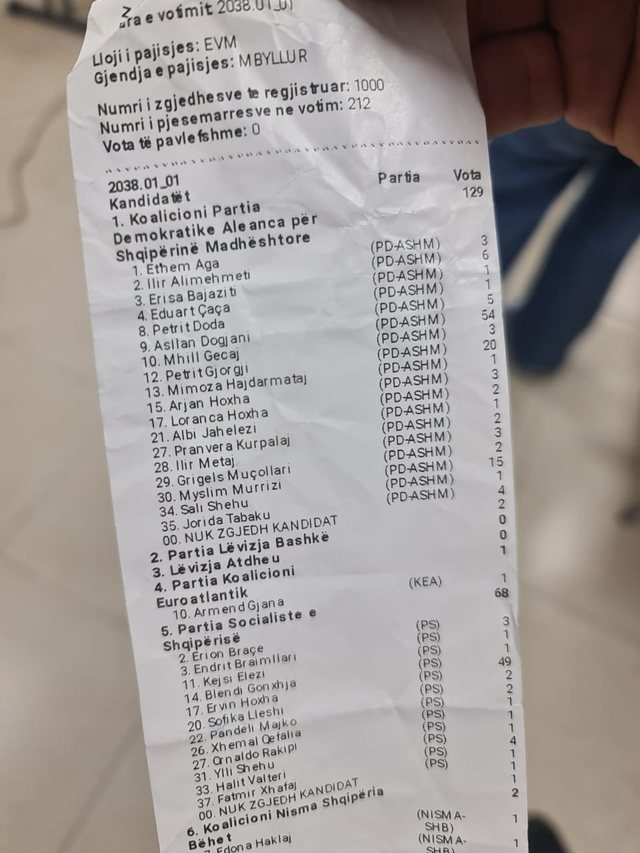 ra e votimit 2038.01_01
Lloji i pajisjes: EVM
Gjendja e pajisjes: MBYLLUR
Numri i zgjedhesve te regjistruar: 1000
Numri i pjesemarresve ne votim: 212
Vota të pavlefshme: 0
2038.01_01
Kandidatët Partia Vota
1. Koalicioni Partia 129
Demokratike Aleanca për
Shqipërinë Madhështore
1. Ethem Aga (PD-ASHM) 3
2. Ilir Alimehmeti (PD-ASHM) 6
3. Erisa Bajaziti (PD-ASHM) 1
4. Eduart Çaça (PD-ASHM) 1
8. Petrit Doda (PD-ASHM) 5
9. Asllan Dogjani (PD-ASHM) 54
10. Mhill Gecaj (PD-ASHM) 3
12. Petrit Gjorgji (PD-ASHM) 20
13. Mimoza Hajdarmataj (PD-ASHM) 1
15. Arjan Hoxha (PD-ASHM) 3
17. Loranca Hoxha (PD-ASHM) 2
21. Albi Jahelezi (PD-ASHM) 1
27. Pranvera Kurpalaj (PD-ASHM) 2
28. Ilir Metaj (PD-ASHM) 3
29. Grigels Muçollari (PD-ASHM) 2
30. Myslim Murrizi (PD-ASHM) 15
34. Sali Shehu (PD-ASHM) 1
35. Jorida Tabaku (PD-ASHM) 4
00. NUK ZGJEDH KANDIDAT 2
2. Partia Lëvizja Bashkë 0
3. Lëvizja Atdheu 0
4. Partia Koalicioni 1
Euroatlantik
10. Armend Gjana (KEA) 1
5. Partia Socialiste e 68
Shqipërisë
2. Erion Braçe (PS) 3
3. Endrit Braimllari (PS) 1
11. Kejsi Elezi (PS) 1
14. Blendi Gonxhja (PS) 49
17. Ervin Hoxha (PS) 2
20. Sofika Lleshi (PS) 2
22. Pandeli Majko (PS) 1
26. Xhemal Qefalia (PS) 1
27. Ornaldo Rakipi (PS) 1
31. Ylli Shehu (PS) 4
33. Halit Valteri (PS) 1
37. Fatmir Xhafaj (PS) 1
00. NUK ZGJEDH KANDIDAT 1
6. Koalicioni Nisma Shqipëria 2
Bëhet
Edona Haklaj (NISMA- 1
SHB)
(NISMA- 1
SHB)